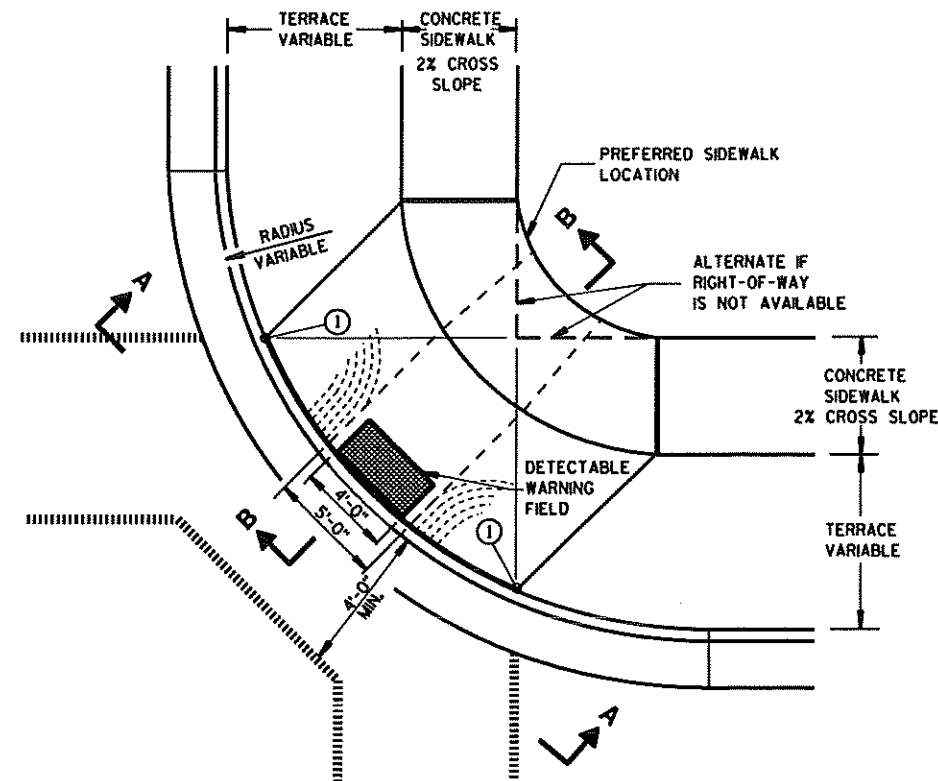 TERRACE
VARIABLE
CONCRETE
SIDEWALK
2% CROSS
SLOPE
PREFERRED SIDEWALK
LOCATION
B
RADIUS
VARIABLE
ALTERNATE IF
RIGHT-OF-WAY
IS NOT AVAILABLE
A
1
CONCRETE
SIDEWALK
2% CROSS SLOPE
DETECTABLE
WARNING
FIELD
4'-0"
5'-0"
B
1
4'-0"
MIN.
TERRACE
VARIABLE
A